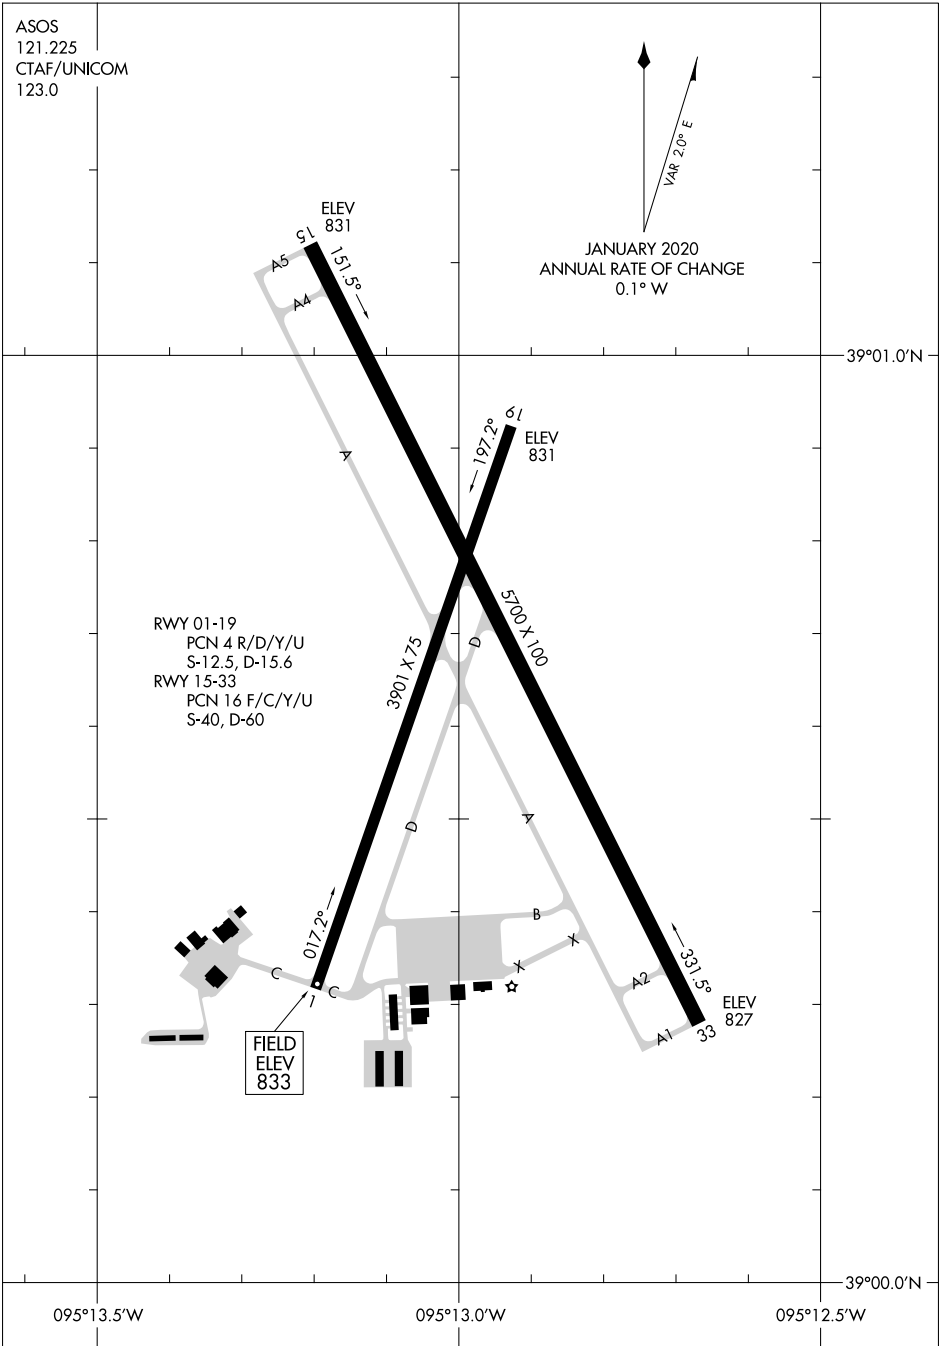 ASOS
121.225
CTAF/UNICOM
123.0
VAR 2.0° E
JANUARY 2020
ANNUAL RATE OF CHANGE
0.1° W
ELEV
831
15
151.5°
A5
A4
39°01.0'N
19
ELEV
831
197.2°
A
5700 X 100
D
3901 X 75
RWY 01-19
PCN 4 R/D/Y/U
S-12.5, D-15.6
RWY 15-33
PCN 16 F/C/Y/U
S-40, D-60
A
D
B
X
X
017.2°
C
C
1
331.5°
A2
A1
33
ELEV
827
FIELD
ELEV
833
39°00.0'N
095°13.5'W
095°13.0'W
095°12.5'W